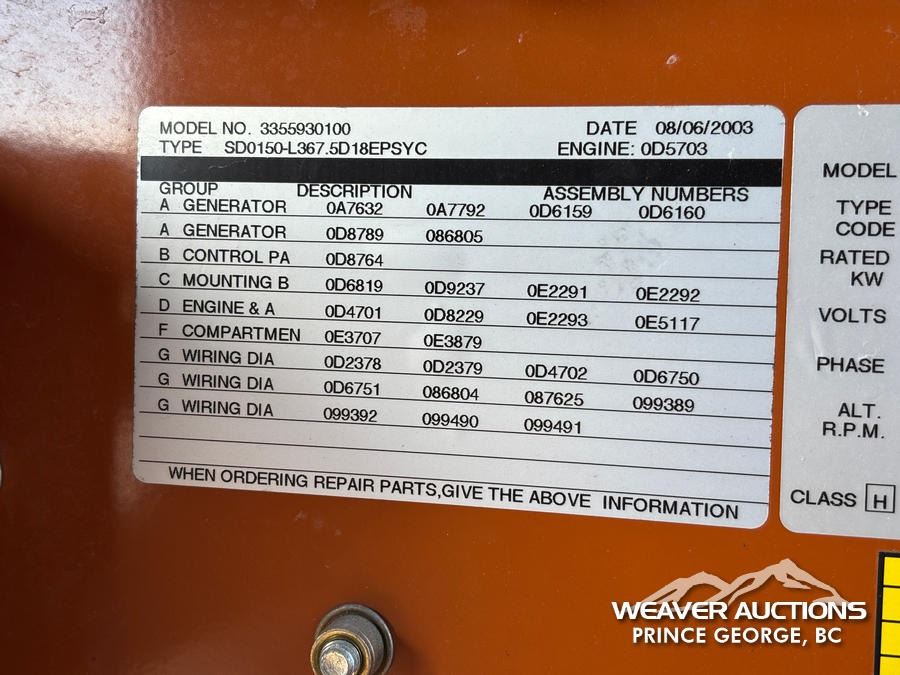 MODEL NO. 3355930100 DATE 08/06/2003
TYPE SD0150-L367.5D18EPSYC ENGINE: 0D5703
GROUP DESCRIPTION ASSEMBLY NUMBERS
A GENERATOR 0A7632 0A7792 0D6159 0D6160
A GENERATOR 0D8789 086805
B CONTROL PA 0D8764
C MOUNTING B 0D6819 0D9237 0E2291 0E2292
D ENGINE & A 0D4701 0D8229 0E2293 0E5117
F COMPARTMEN 0E3707 0E3879
G WIRING DIA 0D2378 0D2379 0D4702 0D6750
G WIRING DIA 0D6751 086804 087625 099389
G WIRING DIA 099392 099490 099491
WHEN ORDERING REPAIR PARTS,GIVE THE ABOVE INFORMATION
MODEL
TYPE
CODE
RATED
KW
VOLTS
PHASE
ALT.
R.P.M.
CLASS H
WEAVER AUCTIONS
PRINCE GEORGE, BC